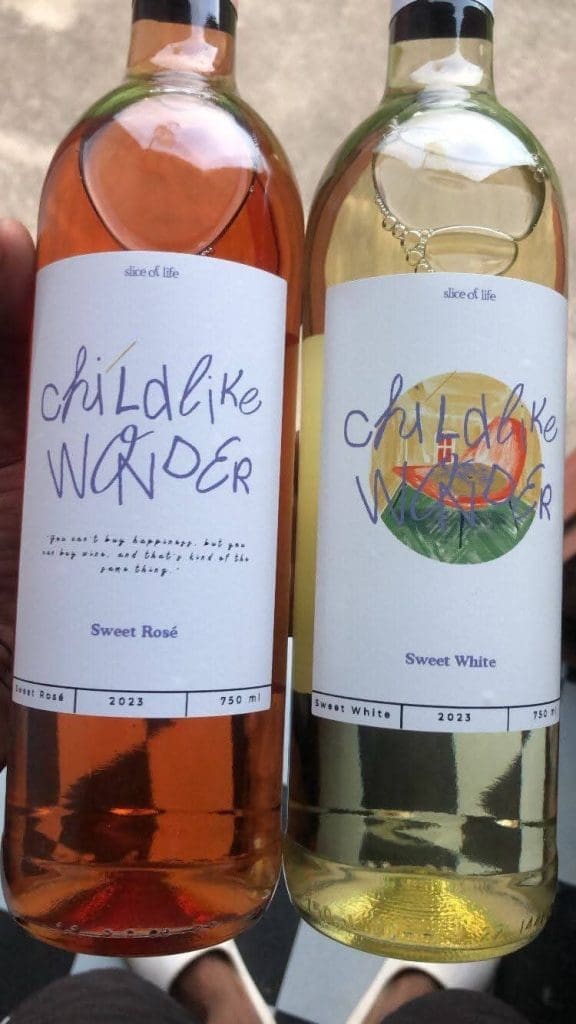 slice of life
chiLdlike
WONDER
"You can't buy happiness, but you
can buy wine, and that's kind of the
same thing."
Sweet Rosé
Sweet Rosé 2023 750 ml
slice of life
chiLdlike
WONDER
Sweet White
Sweet White 2023 750 ml